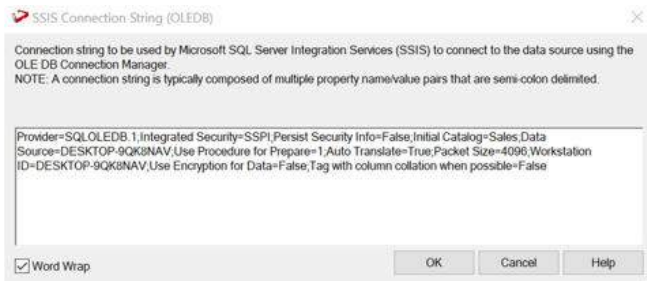 SSIS Connection String (OLEDB)
Connection string to be used by Microsoft SQL Server Integration Services (SSIS) to connect to the data source using the
OLE DB Connection Manager.
NOTE: A connection string is typically composed of multiple property name/value pairs that are semi-colon delimited.
Provider=SQLOLEDB.1;Integrated Security=SSPI;Persist Security Info=False;Initial Catalog=Sales;Data
Source=DESKTOP-9QK8NAV;Use Procedure for Prepare=1;Auto Translate=True;Packet Size=4096;Workstation
ID=DESKTOP-9QK8NAV;Use Encryption for Data=False;Tag with column collation when possible=False
Word Wrap
OK
Cancel
Help